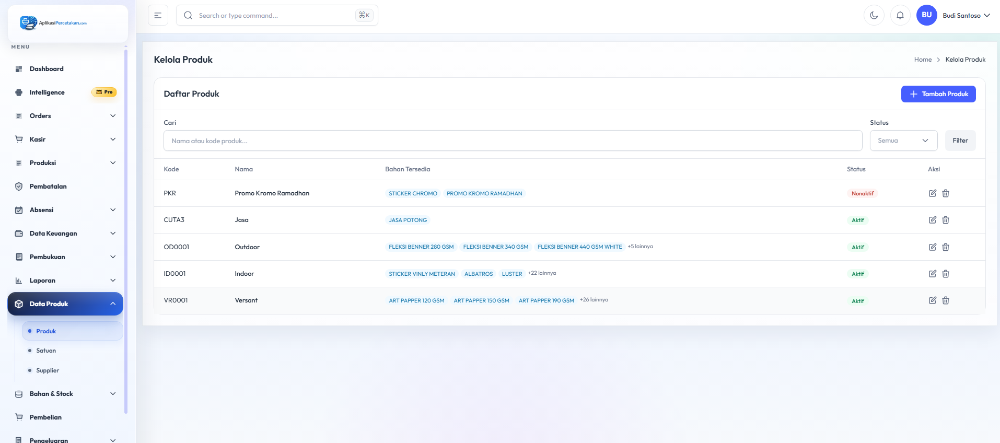 AplikasiPercetakan.com
Search or type command...
⌘K
BU
Budi Santoso
MENU
Dashboard
Intelligence
Pro
Orders
Kasir
Produksi
Pembatalan
Absensi
Data Keuangan
Pembukuan
Laporan
Data Produk
Produk
Satuan
Supplier
Bahan & Stock
Pembelian
Pengeluaran
Kelola Produk
Home > Kelola Produk
Daftar Produk
+ Tambah Produk
Cari
Status
Nama atau kode produk...
Semua
Filter
Kode Nama Bahan Tersedia Status Aksi
PKR Promo Kromo Ramadhan STICKER CHROMO PROMO KROMO RAMADHAN Nonaktif
CUTA3 Jasa JASA POTONG Aktif
OD0001 Outdoor FLEKSI BENNER 280 GSM FLEKSI BENNER 340 GSM FLEKSI BENNER 440 GSM WHITE +5 lainnya Aktif
ID0001 Indoor STICKER VINLY METERAN ALBATROS LUSTER +22 lainnya Aktif
VR0001 Versant ART PAPPER 120 GSM ART PAPPER 150 GSM ART PAPPER 190 GSM +26 lainnya Aktif